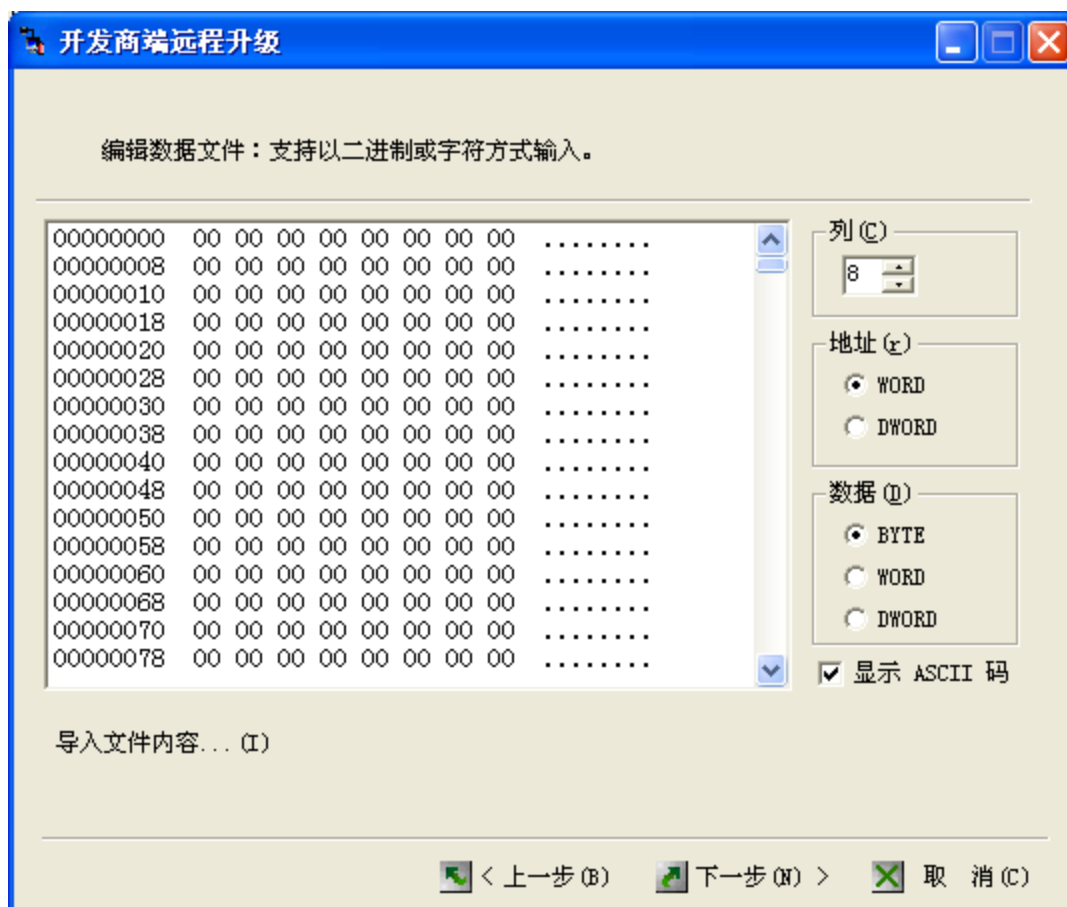 开发商端远程升级
编辑数据文件：支持以二进制或字符方式输入。
00000000 00 00 00 00 00 00 00 00 ........
00000008 00 00 00 00 00 00 00 00 ........
00000010 00 00 00 00 00 00 00 00 ........
00000018 00 00 00 00 00 00 00 00 ........
00000020 00 00 00 00 00 00 00 00 ........
00000028 00 00 00 00 00 00 00 00 ........
00000030 00 00 00 00 00 00 00 00 ........
00000038 00 00 00 00 00 00 00 00 ........
00000040 00 00 00 00 00 00 00 00 ........
00000048 00 00 00 00 00 00 00 00 ........
00000050 00 00 00 00 00 00 00 00 ........
00000058 00 00 00 00 00 00 00 00 ........
00000060 00 00 00 00 00 00 00 00 ........
00000068 00 00 00 00 00 00 00 00 ........
00000070 00 00 00 00 00 00 00 00 ........
00000078 00 00 00 00 00 00 00 00 ........
列(C)
8
地址(r)
WORD
DWORD
数据(D)
BYTE
WORD
DWORD
显示 ASCII 码
导入文件内容...(I)
< 上一步(B) 下一步(N) > 取 消(C)